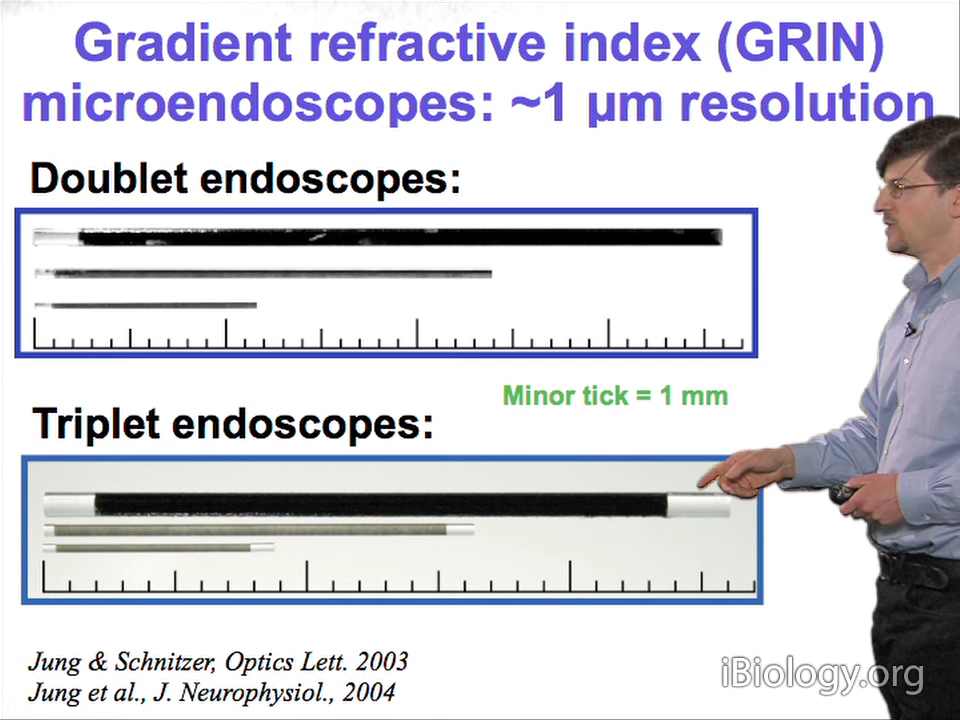 Gradient refractive index (GRIN)
microendoscopes: ~1 µm resolution
Doublet endoscopes:
Minor tick = 1 mm
Triplet endoscopes:
Jung & Schnitzer, Optics Lett. 2003
Jung et al., J. Neurophysiol., 2004
iBiology.org